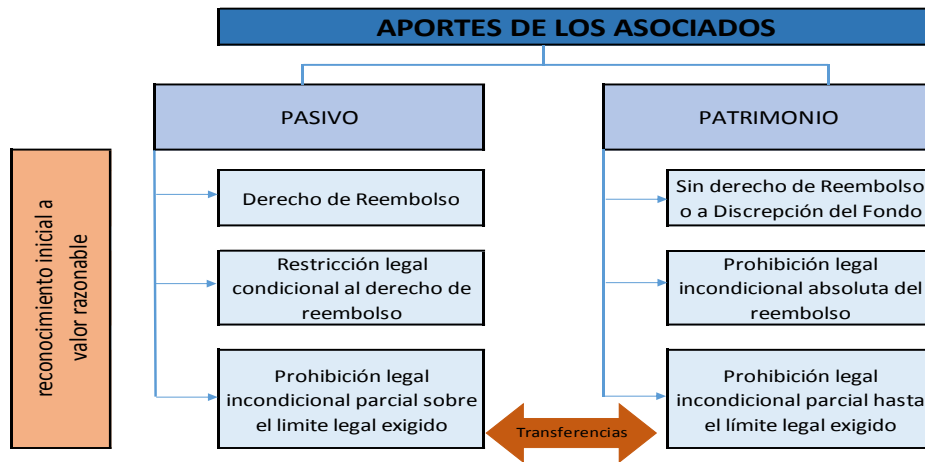 APORTES DE LOS ASOCIADOS
PASIVO
PATRIMONIO
reconocimiento inicial a
valor razonable
Derecho de Reembolso
Sin derecho de Reembolso
o a Discrepción del Fondo
Restricción legal
condicional al derecho de
reembolso
Prohibición legal
incondicional absoluta del
reembolso
Prohibición legal
incondicional parcial sobre
el limite legal exigido
Transferencias
Prohibición legal
incondicional parcial hasta
el límite legal exigido